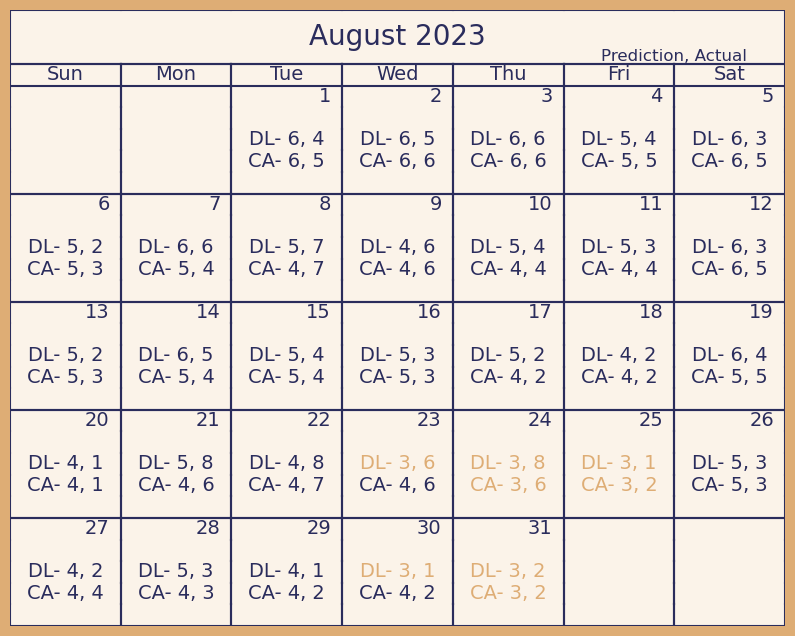 August 2023
Prediction, Actual
Sun Mon Tue Wed Thu Fri Sat
1 2 3 4 5
DL- 6, 4 DL- 6, 5 DL- 6, 6 DL- 5, 4 DL- 6, 3
CA- 6, 5 CA- 6, 6 CA- 6, 6 CA- 5, 5 CA- 6, 5
6 7 8 9 10 11 12
DL- 5, 2 DL- 6, 6 DL- 5, 7 DL- 4, 6 DL- 5, 4 DL- 5, 3 DL- 6, 3
CA- 5, 3 CA- 5, 4 CA- 4, 7 CA- 4, 6 CA- 4, 4 CA- 4, 4 CA- 6, 5
13 14 15 16 17 18 19
DL- 5, 2 DL- 6, 5 DL- 5, 4 DL- 5, 3 DL- 5, 2 DL- 4, 2 DL- 6, 4
CA- 5, 3 CA- 5, 4 CA- 5, 4 CA- 5, 3 CA- 4, 2 CA- 4, 2 CA- 5, 5
20 21 22 23 24 25 26
DL- 4, 1 DL- 5, 8 DL- 4, 8 DL- 3, 6 DL- 3, 8 DL- 3, 1 DL- 5, 3
CA- 4, 1 CA- 4, 6 CA- 4, 7 CA- 4, 6 CA- 3, 6 CA- 3, 2 CA- 5, 3
27 28 29 30 31
DL- 4, 2 DL- 5, 3 DL- 4, 1 DL- 3, 1 DL- 3, 2
CA- 4, 4 CA- 4, 3 CA- 4, 2 CA- 4, 2 CA- 3, 2